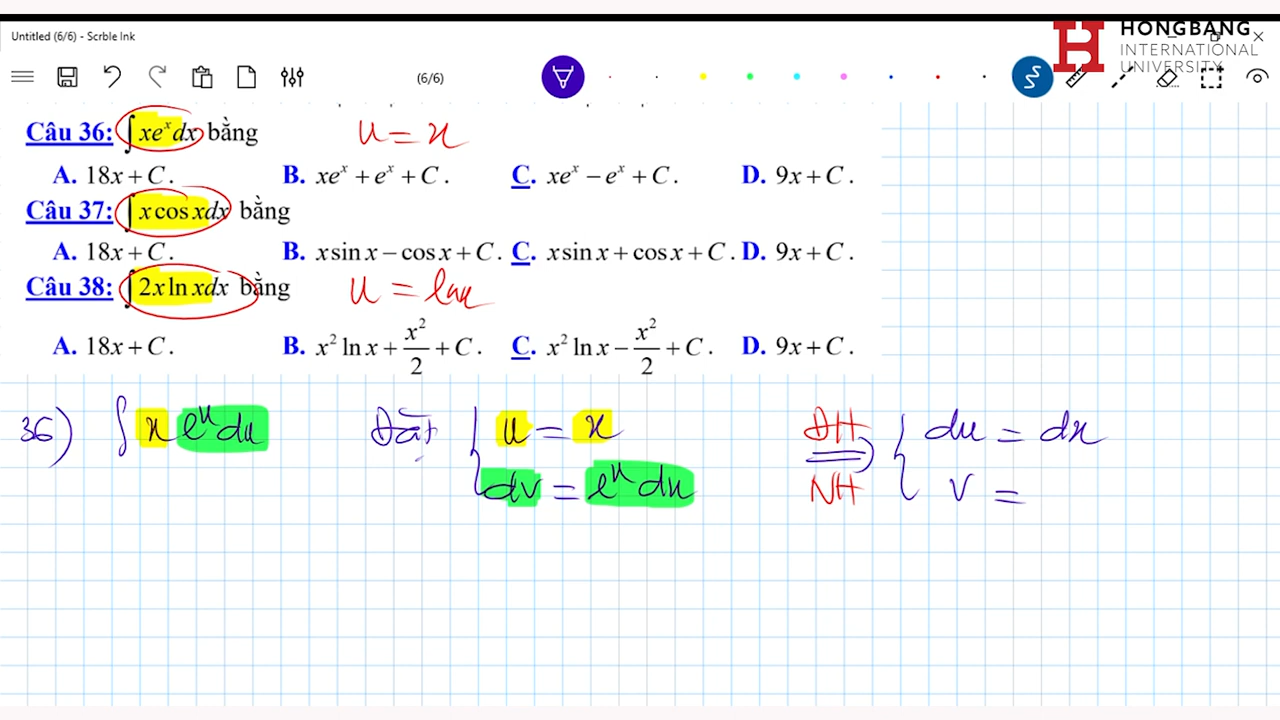 Untitled (6/6) - Scrble Ink
HONGBANG
INTERNATIONAL
UNIVERSITY
(6/6)
Câu 36: ∫xeˣdx bằng u = x
A. 18x + C. B. xeˣ + eˣ + C. C. xeˣ − eˣ + C. D. 9x + C.
Câu 37: ∫x cos xdx bằng
A. 18x + C. B. x sin x − cos x + C. C. x sin x + cos x + C. D. 9x + C.
Câu 38: ∫2x ln xdx bằng u = lnx
A. 18x + C. B. x² ln x + x²/2 + C. C. x² ln x − x²/2 + C. D. 9x + C.
36) ∫ x eˣ dx Đặt { u = x ĐH ⇒ { du = dx
dv = eˣ dx NH v =